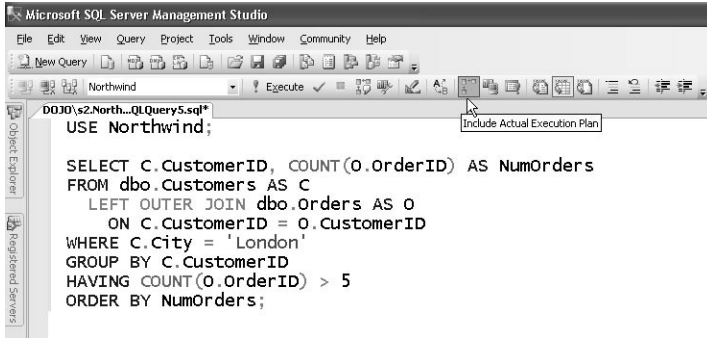 Microsoft SQL Server Management Studio
File Edit View Query Project Tools Window Community Help
New Query
Northwind Execute
DOJO\s2.North...QLQuery5.sql*
Include Actual Execution Plan
Object Explorer
Registered Servers
USE Northwind;
SELECT C.CustomerID, COUNT(O.OrderID) AS NumOrders
FROM dbo.Customers AS C
LEFT OUTER JOIN dbo.Orders AS O
ON C.CustomerID = O.CustomerID
WHERE C.City = 'London'
GROUP BY C.CustomerID
HAVING COUNT(O.OrderID) > 5
ORDER BY NumOrders;